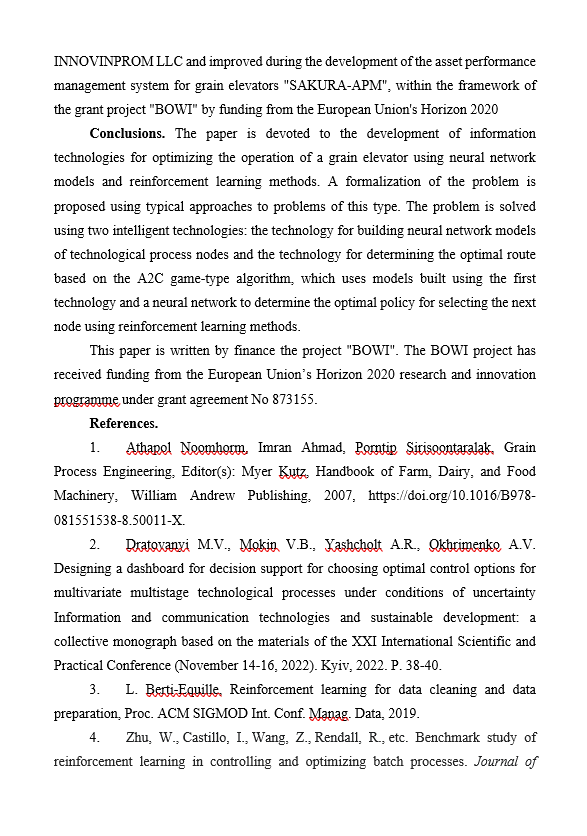 INNOVINPROM LLC and improved during the development of the asset performance
management system for grain elevators "SAKURA-APM", within the framework of
the grant project "BOWI" by funding from the European Union's Horizon 2020
Conclusions. The paper is devoted to the development of information
technologies for optimizing the operation of a grain elevator using neural network
models and reinforcement learning methods. A formalization of the problem is
proposed using typical approaches to problems of this type. The problem is solved
using two intelligent technologies: the technology for building neural network models
of technological process nodes and the technology for determining the optimal route
based on the A2C game-type algorithm, which uses models built using the first
technology and a neural network to determine the optimal policy for selecting the next
node using reinforcement learning methods.
This paper is written by finance the project "BOWI". The BOWI project has
received funding from the European Union’s Horizon 2020 research and innovation
programme under grant agreement No 873155.
References.
1. Athapol Noomhorm, Imran Ahmad, Porntip Sirisoontaralak, Grain
Process Engineering, Editor(s): Myer Kutz, Handbook of Farm, Dairy, and Food
Machinery, William Andrew Publishing, 2007, https://doi.org/10.1016/B978-
081551538-8.50011-X.
2. Dratovanyi M.V., Mokin V.B., Yashcholt A.R., Okhrimenko A.V.
Designing a dashboard for decision support for choosing optimal control options for
multivariate multistage technological processes under conditions of uncertainty
Information and communication technologies and sustainable development: a
collective monograph based on the materials of the XXI International Scientific and
Practical Conference (November 14-16, 2022). Kyiv, 2022. P. 38-40.
3. L. Berti-Equille, Reinforcement learning for data cleaning and data
preparation, Proc. ACM SIGMOD Int. Conf. Manag. Data, 2019.
4. Zhu, W., Castillo, I., Wang, Z., Rendall, R., etc. Benchmark study of
reinforcement learning in controlling and optimizing batch processes. Journal of